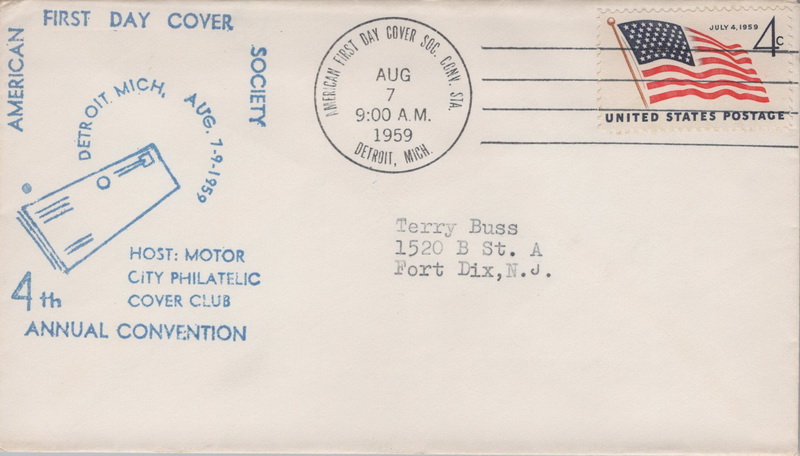 AMERICAN
FIRST DAY COVER
SOCIETY
DETROIT. MICH, AUG. 7-9-1959
HOST: MOTOR
CiTY PHILATELIC
COVER CLUB
4th
ANNUAL CONVENTION
AMERICAN FIRST DAY COVER SOC. CONV. STA.
AUG
7
9:00 A.M.
1959
DETROIT, MICH.
JULY 4, 1959
4c
UNITED STATES POSTAGE
Terry Buss
1520 B St. A
Fort Dix,N.J.